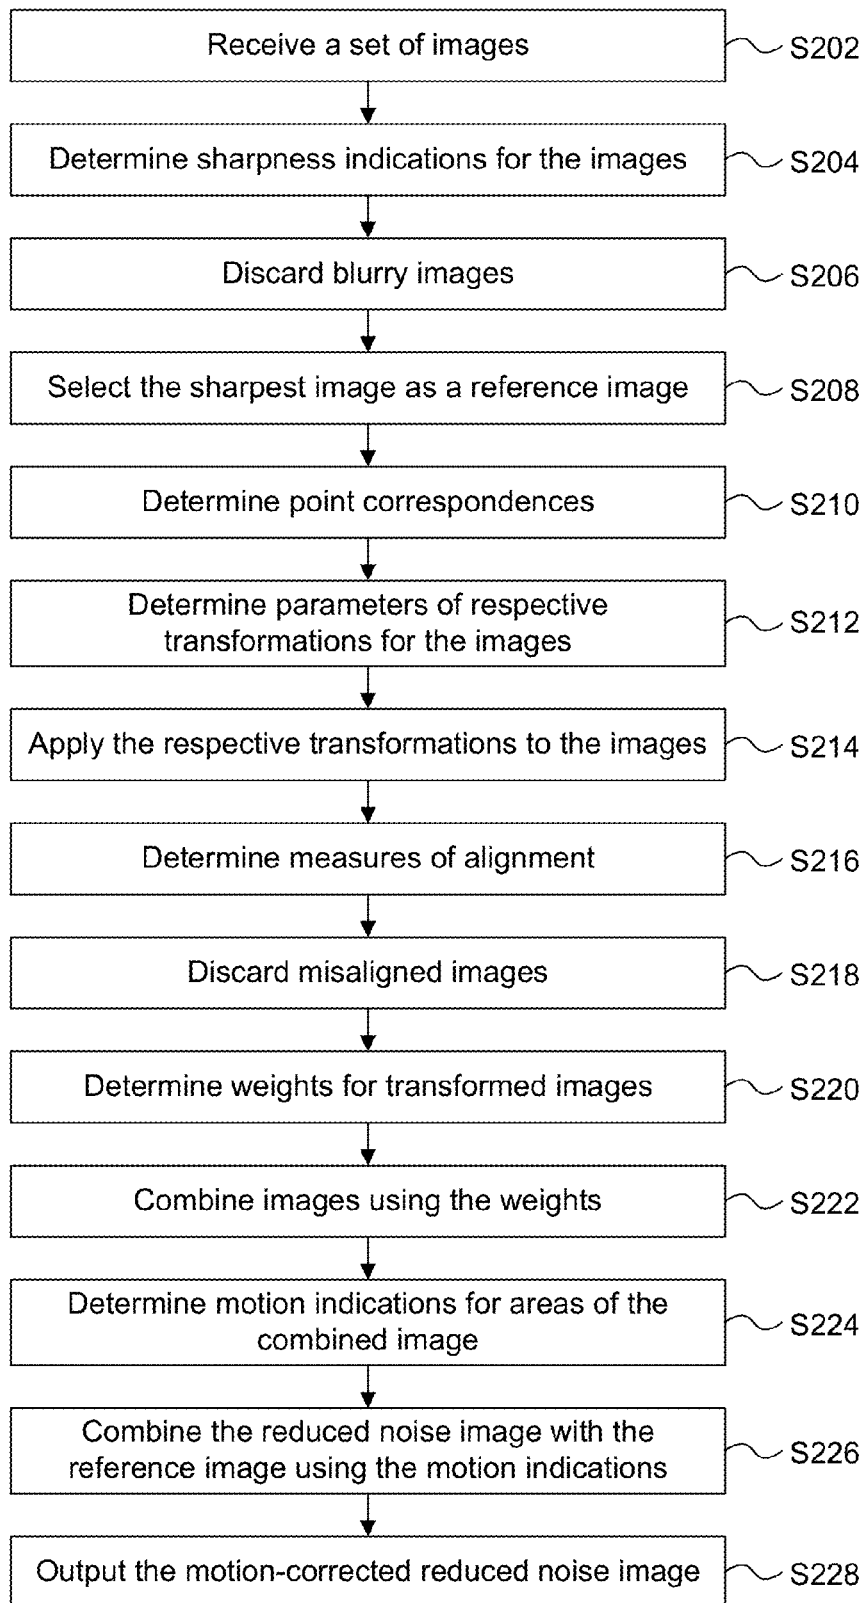 Receive a set of images
S202
Determine sharpness indications for the images
S204
Discard blurry images
S206
Select the sharpest image as a reference image
S208
Determine point correspondences
S210
Determine parameters of respective
transformations for the images
S212
Apply the respective transformations to the images
S214
Determine measures of alignment
S216
Discard misaligned images
S218
Determine weights for transformed images
S220
Combine images using the weights
S222
Determine motion indications for areas of the
combined image
S224
Combine the reduced noise image with the
reference image using the motion indications
S226
Output the motion-corrected reduced noise image
S228